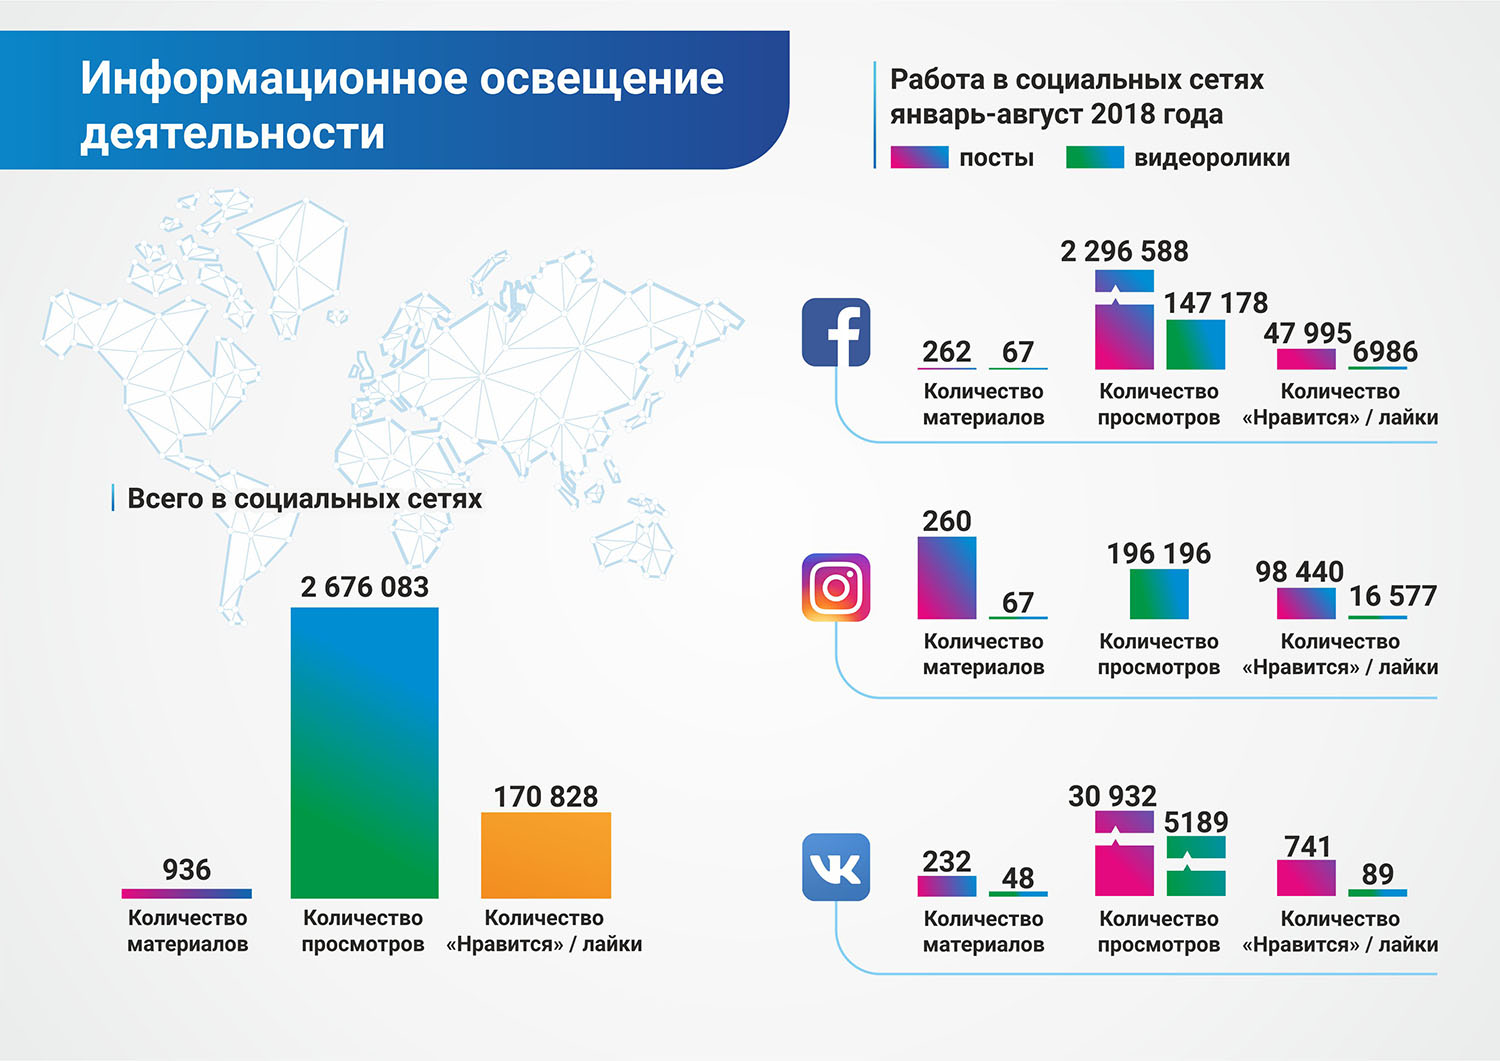 Информационное освещение
деятельности
Работа в социальных сетях
январь-август 2018 года
посты
видеоролики
Всего в социальных сетях
936
Количество
материалов
2 676 083
Количество
просмотров
170 828
Количество
«Нравится» / лайки
f
262
67
Количество
материалов
2 296 588
147 178
Количество
просмотров
47 995
6986
Количество
«Нравится» / лайки
260
67
Количество
материалов
196 196
Количество
просмотров
98 440
16 577
Количество
«Нравится» / лайки
VK
232
48
Количество
материалов
30 932
5189
Количество
просмотров
741
89
Количество
«Нравится» / лайки